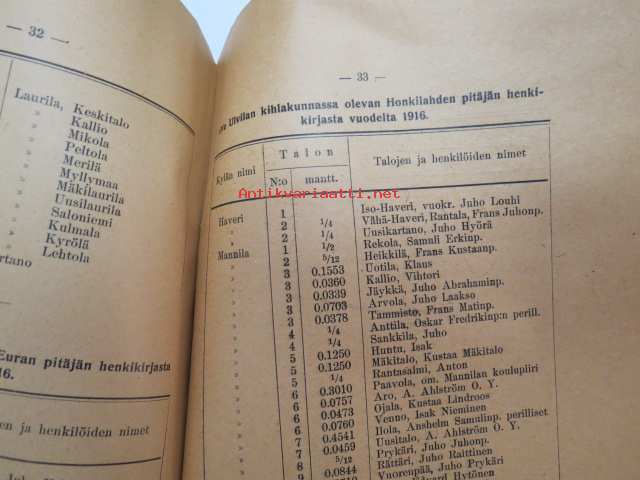 — 32 —
Laurila, Keskitalo
„ Kallio
„ Mikola
„ Peltola
„ Merilä
„ Myllymaa
„ Mäkilaurila
„ Uusilaurila
„ Saloniemi
„ Kulmala
„ Kyrölä
„ Lehtola
Euran pitäjän henkikirjasta
16.
en ja henkilöiden nimet
Juho
— 33 —
Ulvilan kihlakunnassa olevan Honkilahden pitäjän henki-
kirjasta vuodelta 1916.
Kylän nimi
Talon
N:o
mantt.
Talojen ja henkilöiden nimet
Antikvariaatti.net
Haveri 1 Iso-Haveri, vuokr. Juho Louhi
„ 2 1/4 Vähä-Haveri, Rantala, Frans Juhonp.
„ 2 1/4 Uusikartano, Juho Hyörä
Mannila 1 1/2 Rekola, Samuli Erkinp.
„ 2 5/12 Heikkilä, Frans Kustaanp.
„ 3 0.1553 Uotila, Klaus
„ 3 0.0360 Kallio, Vihtori
„ 3 0.0339 Jäykkä, Juho Abrahaminp.
„ 3 0.0703 Arvola, Juho Laakso
„ 3 0.0378 Tammisto, Frans Matinp.
„ 4 1/4 Anttila, Oskar Fredrikinp:n perill.
„ 4 1/4 Sankkila, Juho
„ 5 0.1250 Huntu, Isak
„ 5 0.1250 Mäkitalo, Kustaa Mäkitalo
„ 5 1/4 Rantasalmi, Anton
„ 6 0.3010 Paavola, om. Mannilan koulupiri
„ 6 0.0757 Aro, A. Ahlström O. Y.
„ 6 0.0473 Ojala, Kustaa Lindroos
„ 6 0.0760 Venno, Isak Nieminen
„ 7 0.4541 Hola, Anshelm Samulinp. perilliset
„ 7 0.0459 Uusitalo, A. Ahlström O. Y.
„ 8 5/12 Prykäri, Juho Juhonp.
„ 9 0.0844 Rättäri, Juho Raittinen
Vuorenpää, Juho Prykäri
Edvard Hytönen